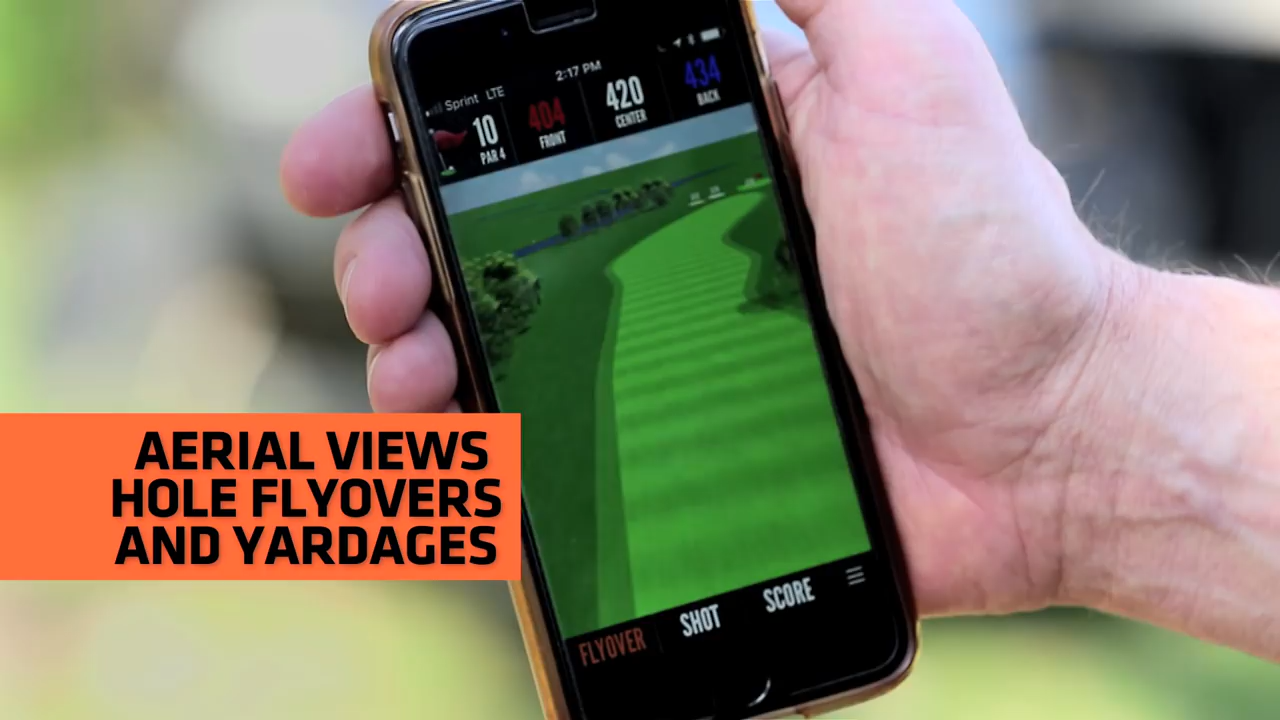 2:17 PM
Sprint LTE
10
PAR 4
404
FRONT
420
CENTER
434
BACK
AERIAL VIEWS
HOLE FLYOVERS
AND YARDAGES
FLYOVER
SHOT
SCORE